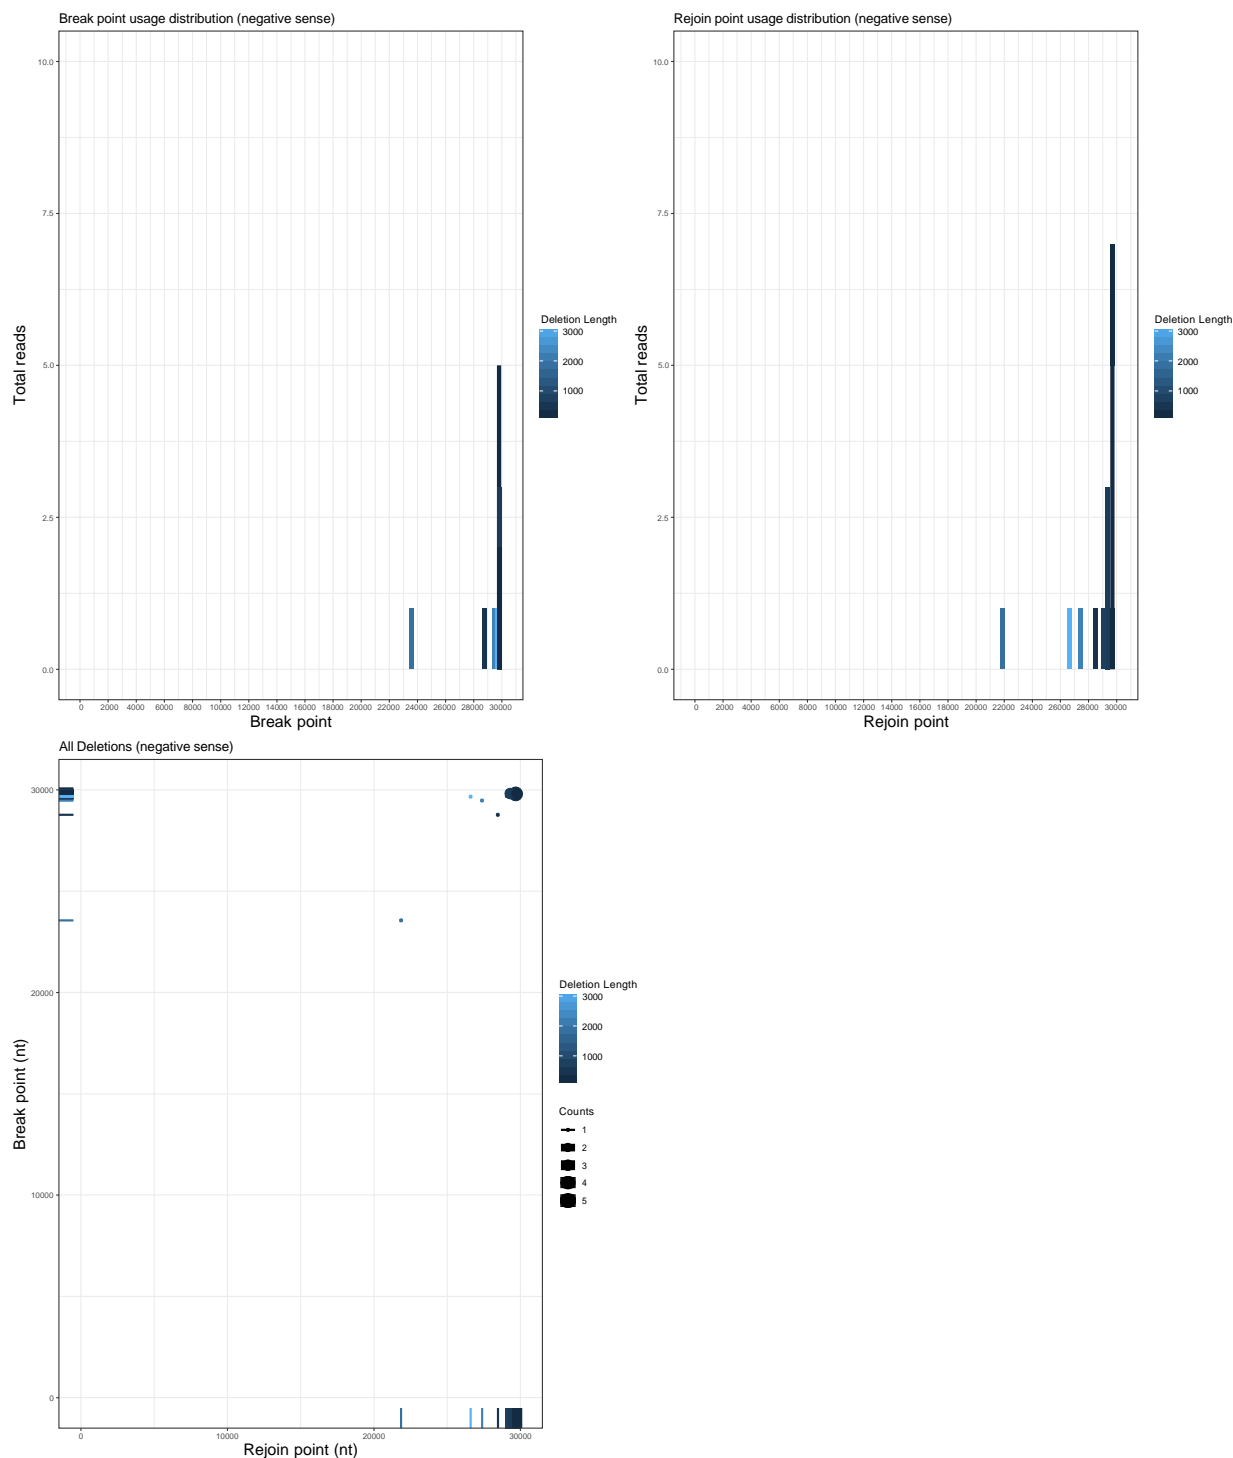 Break point usage distribution (negative sense)
10.0
7.5
5.0
2.5
0.0
Total reads
0 2000 4000 6000 8000 10000 12000 14000 16000 18000 20000 22000 24000 26000 28000 30000
Break point
Deletion Length
3000
2000
1000
Rejoin point usage distribution (negative sense)
10.0
7.5
5.0
2.5
0.0
Total reads
0 2000 4000 6000 8000 10000 12000 14000 16000 18000 20000 22000 24000 26000 28000 30000
Rejoin point
Deletion Length
3000
2000
1000
All Deletions (negative sense)
30000
20000
10000
0
Break point (nt)
0 10000 20000 30000
Rejoin point (nt)
Deletion Length
3000
2000
1000
Counts
1
2
3
4
5